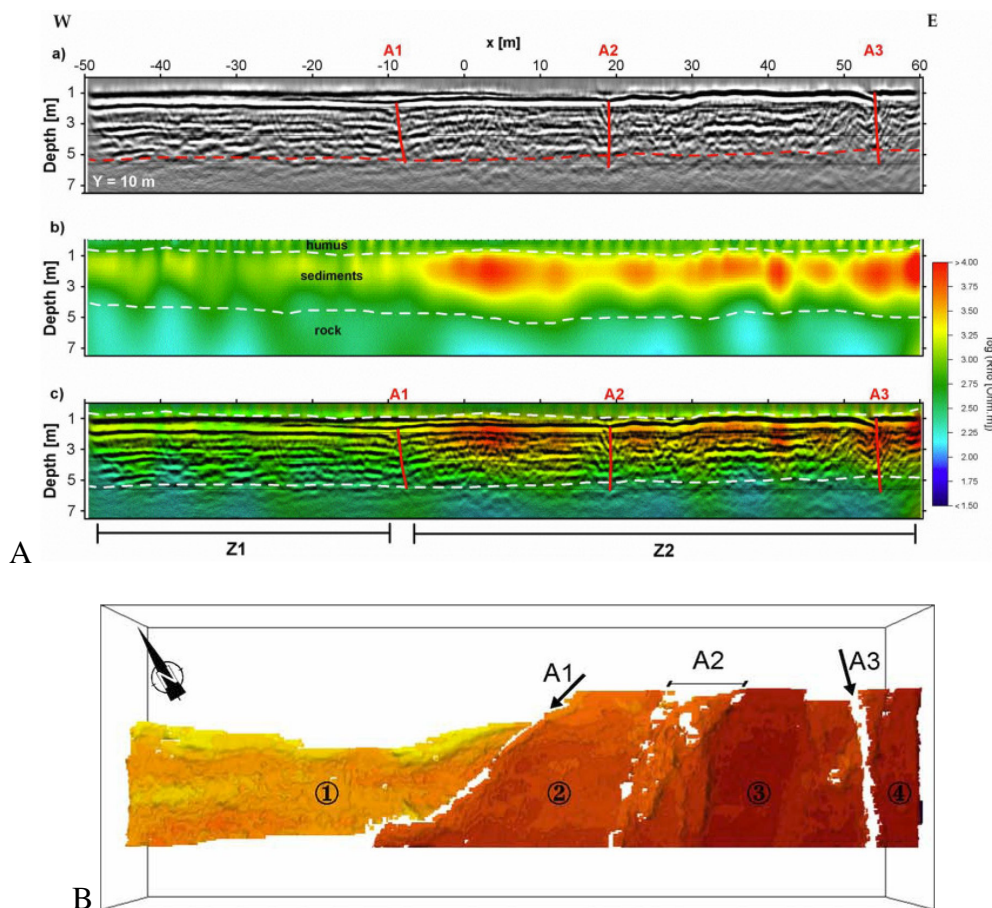 W E
x [m]
a) A1 A2 A3
-50 -40 -30 -20 -10 0 10 20 30 40 50 60
Depth [m]
1
3
5
7
Y = 10 m
b)
Depth [m]
1
3
5
7
humus
sediments
rock
> 4.00
3.75
3.50
3.25
3.00
2.75
2.50
2.25
2.00
1.75
<1.50
log (Rho [Ohm.m])
c) A1 A2 A3
Depth [m]
1
3
5
7
Z1 Z2
A
A1 A2 A3
N
① ② ③ ④
B